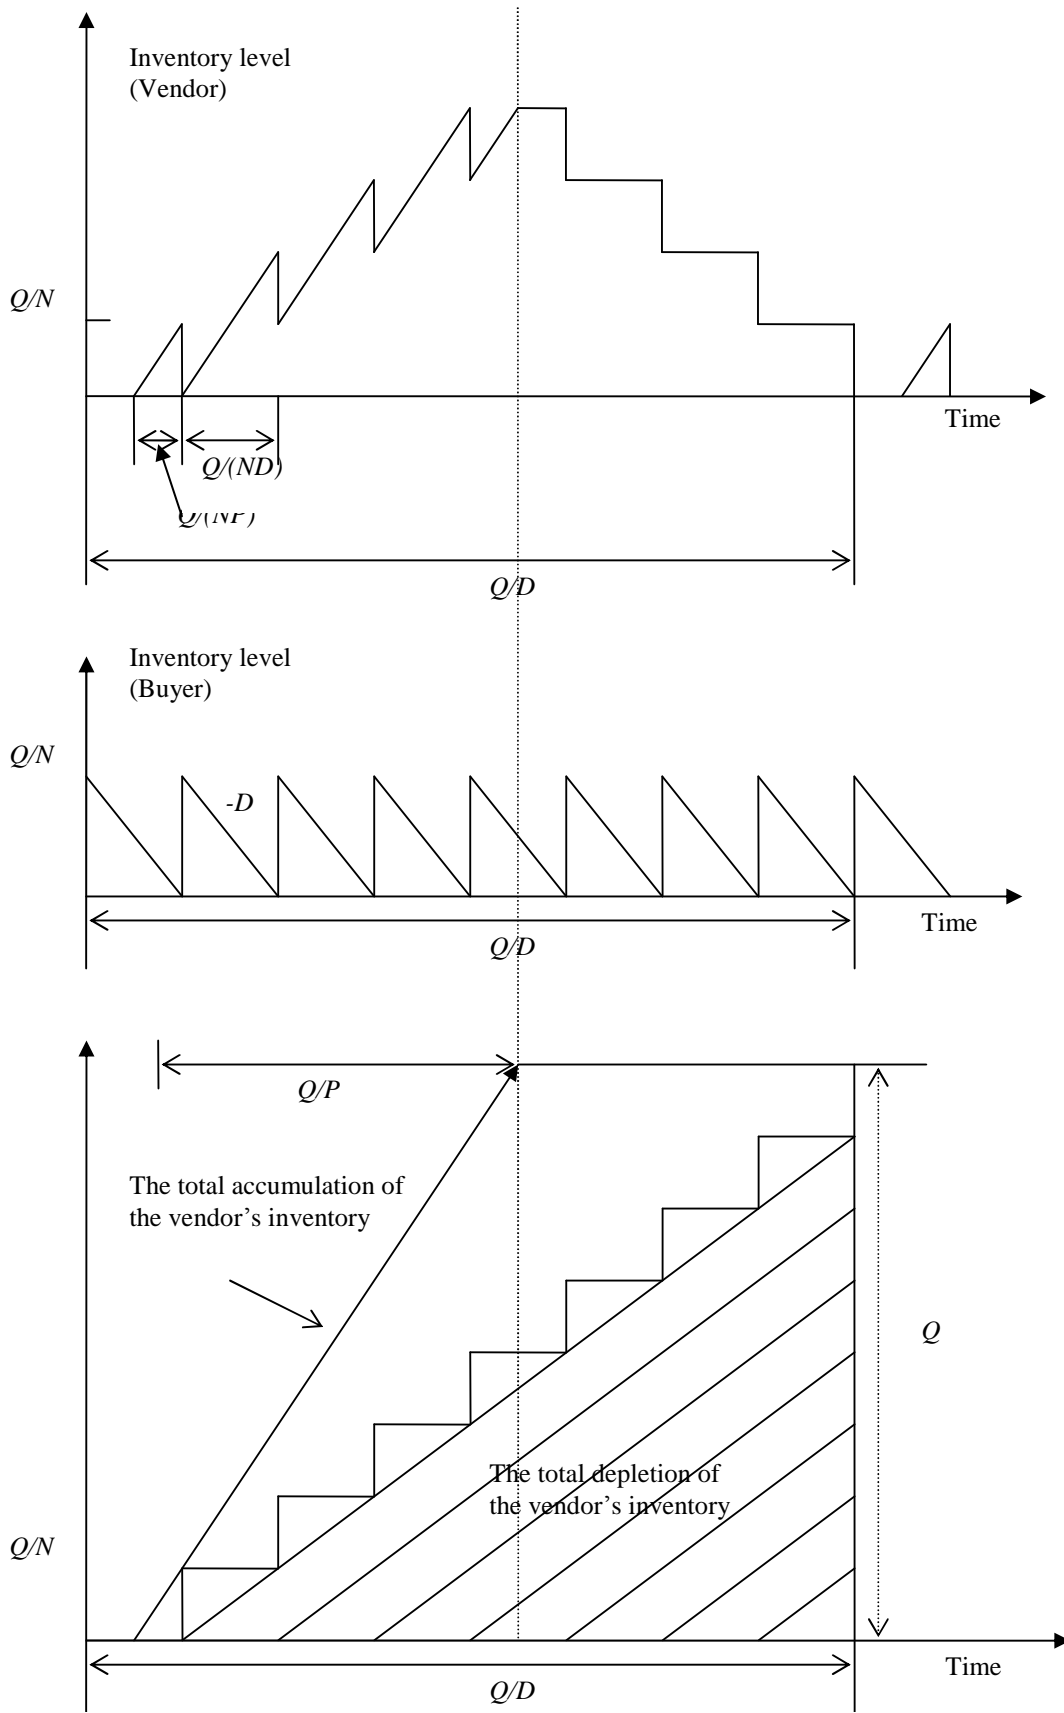 Inventory level
(Vendor)
Q/N
Time
Q/(ND)
Q/(NP)
Q/D
Inventory level
(Buyer)
Q/N
-D
Time
Q/D
Q/P
The total accumulation of
the vendor’s inventory
Q
The total depletion of
the vendor’s inventory
Q/N
Time
Q/D